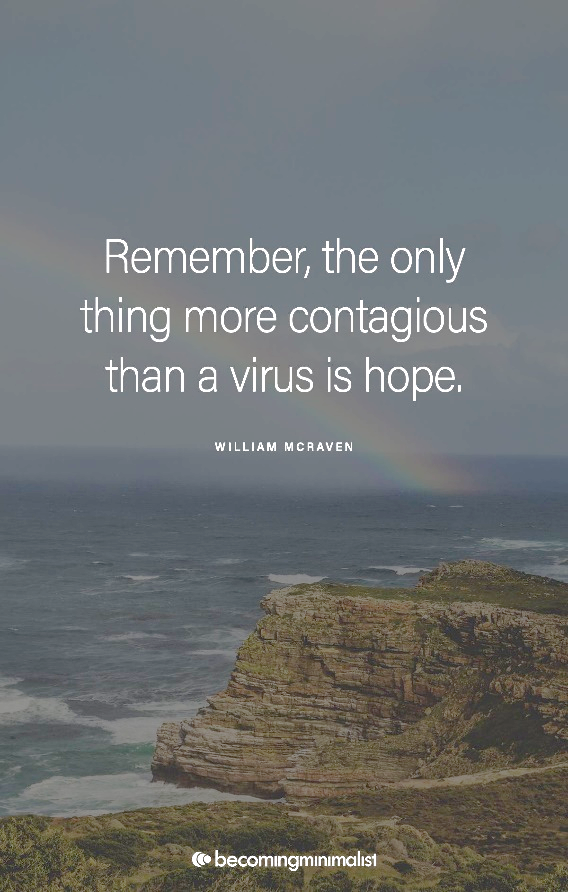 Remember, the only
thing more contagious
than a virus is hope.
WILLIAM MCRAVEN
becomingminimalist